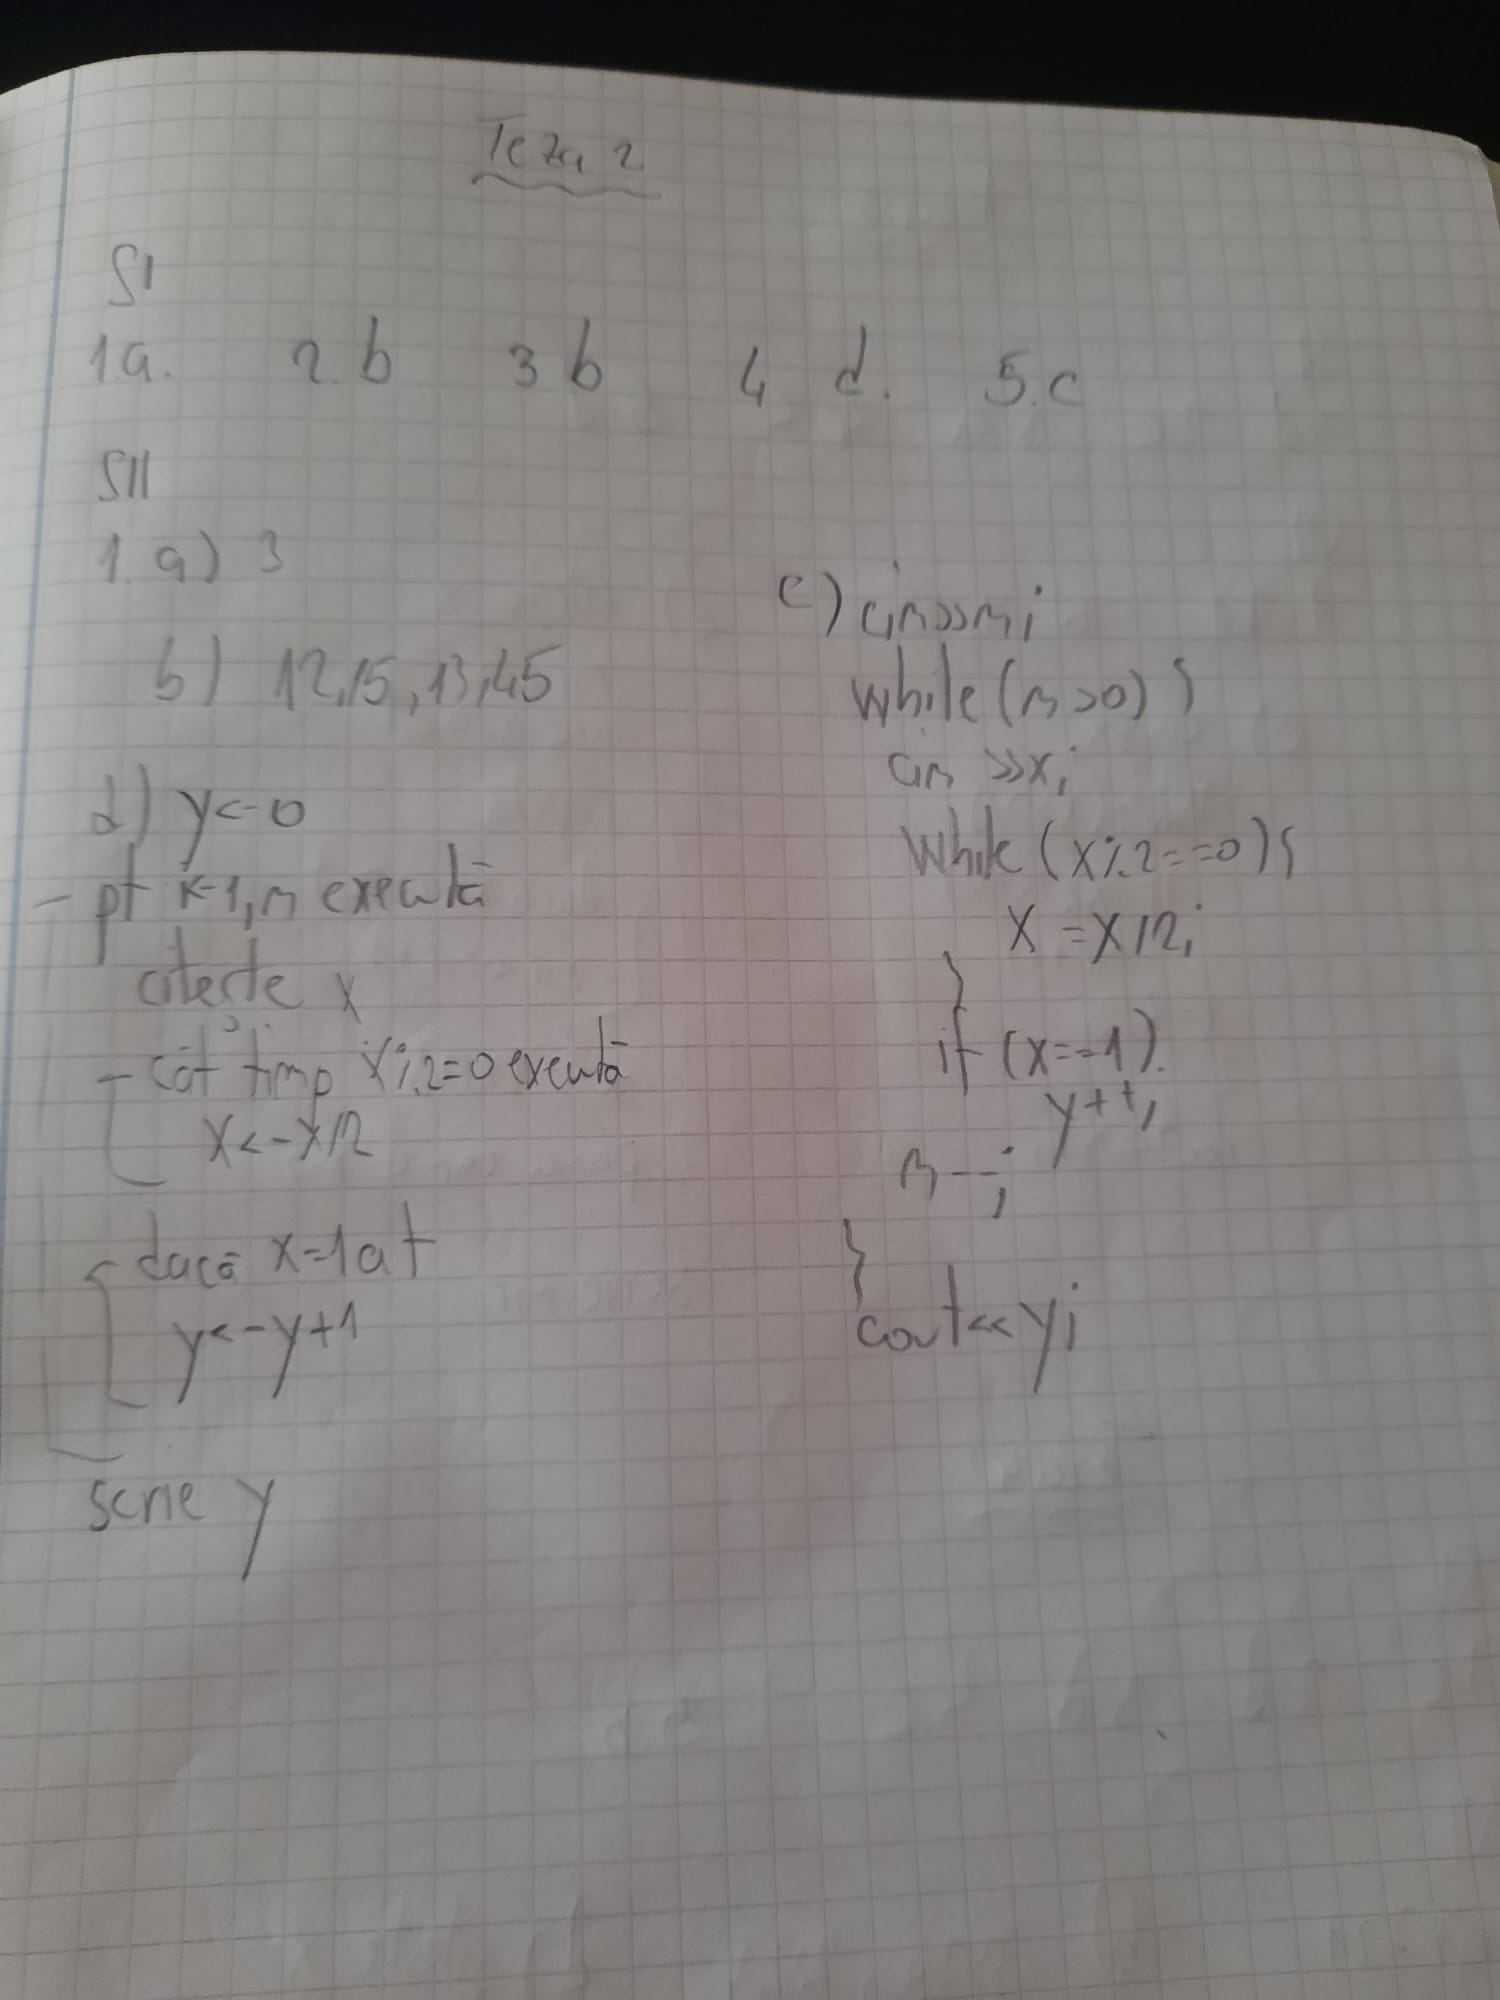 Teza 2
SI
1.a. 2.b 3 b 4 d. 5.c
SII
1. a) 3
b) 12,15,13,45
d) y<-0
pt k-1,n execută
citește x
cât timp x%2=0 execută
x<-x/2
dacă x=1 at
y<-y+1
scrie y
c) cin>>n;
while(n>0){
cin >>x;
while (x%2==0){
x=x/2;
}
if (x==1)
y++;
n--;
}
cout<<y;